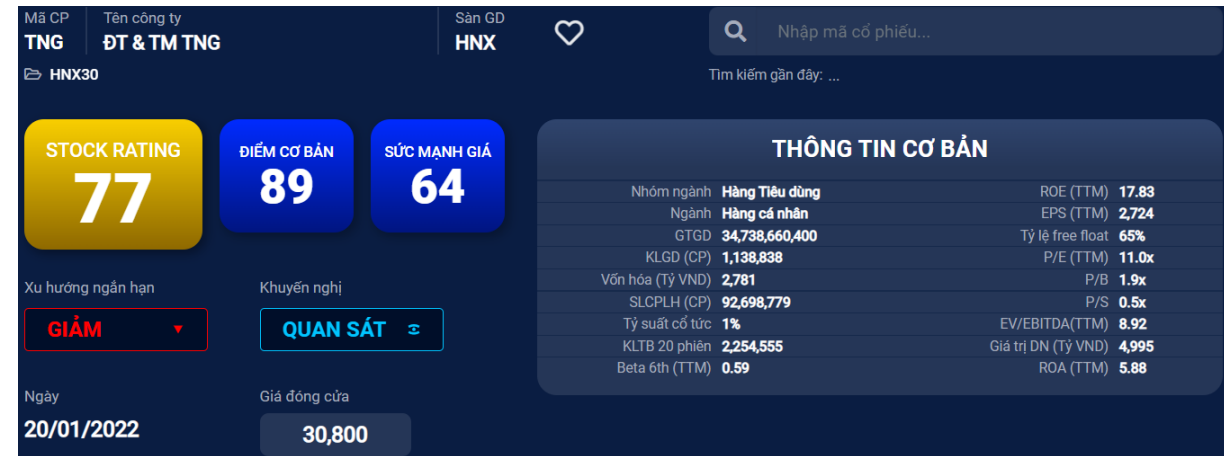 Mã CP Tên công ty Sàn GD
TNG ĐT & TM TNG HNX
Nhập mã cổ phiếu...
HNX30
Tìm kiếm gần đây: ...
STOCK RATING
77
ĐIỂM CƠ BẢN
89
SỨC MẠNH GIÁ
64
Xu hướng ngắn hạn
GIẢM
Khuyến nghị
QUAN SÁT
Ngày
20/01/2022
Giá đóng cửa
30,800
THÔNG TIN CƠ BẢN
Nhóm ngành Hàng Tiêu dùng ROE (TTM) 17.83
Ngành Hàng cá nhân EPS (TTM) 2,724
GTGD 34,738,660,400 Tỷ lệ free float 65%
KLGD (CP) 1,138,838 P/E (TTM) 11.0x
Vốn hóa (Tỷ VND) 2,781 P/B 1.9x
SLCPLH (CP) 92,698,779 P/S 0.5x
Tỷ suất cổ tức 1% EV/EBITDA(TTM) 8.92
KLTB 20 phiên 2,254,555 Giá trị DN (Tỷ VND) 4,995
Beta 6th (TTM) 0.59 ROA (TTM) 5.88